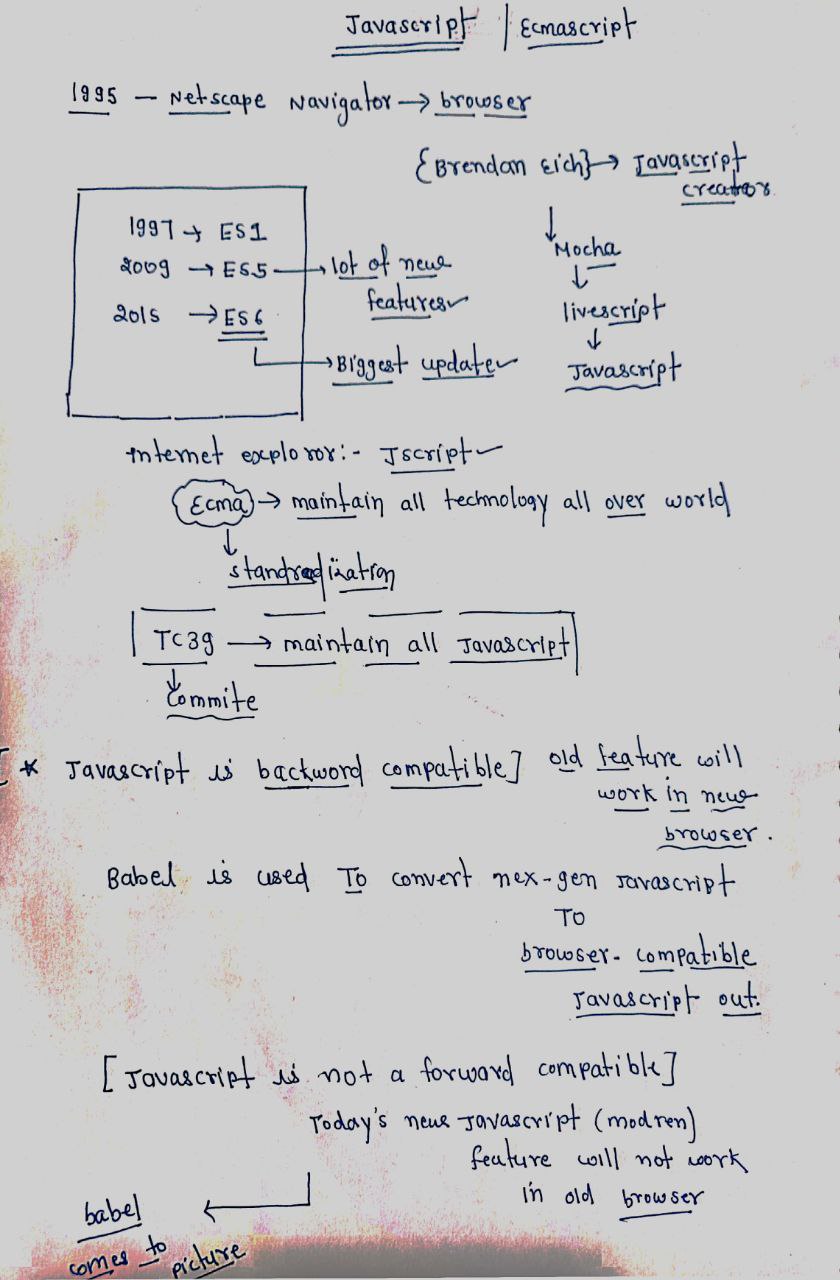 Javascript | Ecmascript
1995 — Netscape Navigator → browser
{Brendan Eich} → Javascript
creator
1997 → ES1
2009 → ES5 → lot of new
features
2015 → ES6
→ Biggest update
↓
Mocha
↓
livescript
↓
Javascript
internet exploror:- Jscript
Ecma → maintain all technology all over world
↓
standradization
TC39 → maintain all Javascript
↓
Commite
[* Javascript is backword compatible] old feature will
work in new
browser.
Babel is used To convert nex-gen Javascript
To
browser-compatible
Javascript out.
[Javascript is not a forward compatible]
Today's new Javascript (modren)
feature will not work
in old browser
babel ←
comes to picture